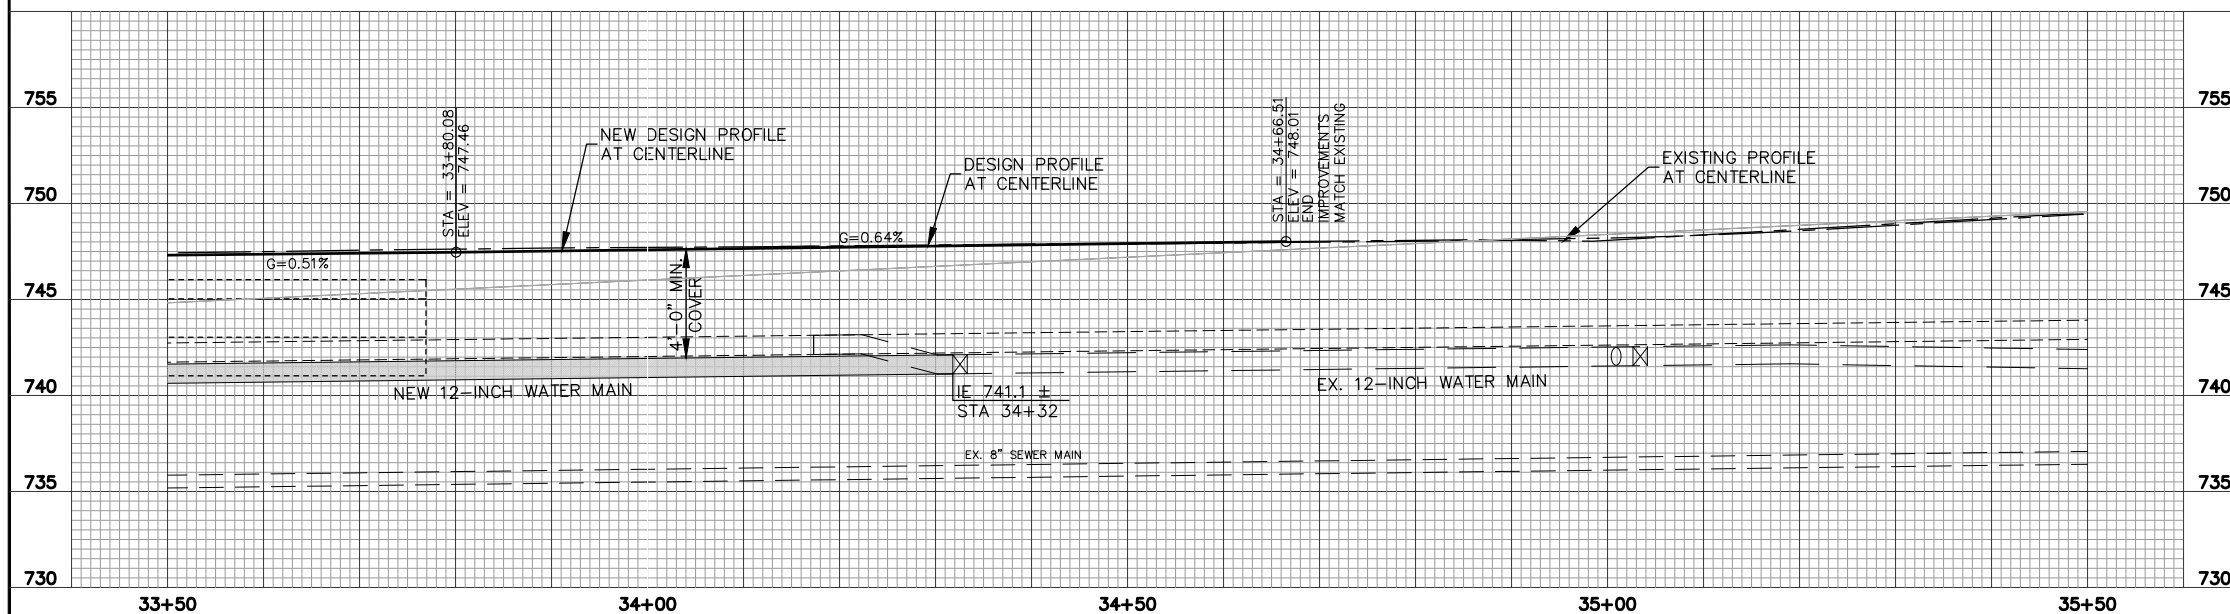 755
750
745
740
735
730
STA = 33+80.08
ELEV = 747.46
NEW DESIGN PROFILE
AT CENTERLINE
DESIGN PROFILE
AT CENTERLINE
STA = 34+66.51
ELEV = 748.01
END
IMPROVEMENTS
MATCH EXISTING
EXISTING PROFILE
AT CENTERLINE
755
750
745
740
735
730
G=0.51%
G=0.64%
4'-0" MIN.
COVER
NEW 12-INCH WATER MAIN
IE 741.1 ±
STA 34+32
EX. 12-INCH WATER MAIN
EX. 8" SEWER MAIN
33+50
34+00
34+50
35+00
35+50